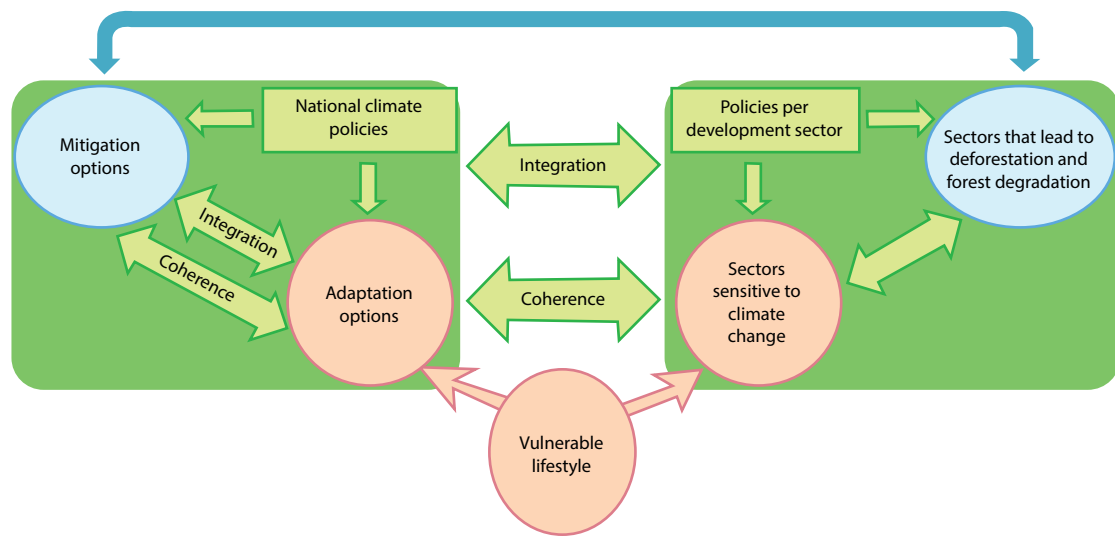 National climate
policies
Mitigation
options
Integration
Coherence
Adaptation
options
Integration
Coherence
Policies per
development sector
Sectors that lead to
deforestation and
forest degradation
Sectors
sensitive to
climate
change
Vulnerable
lifestyle